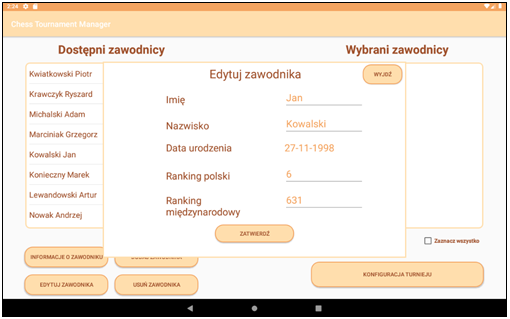 2:24
Chess Tournament Manager
Dostępni zawodnicy
Wybrani zawodnicy
Kwiatkowski Piotr
Krawczyk Ryszard
Michalski Adam
Marciniak Grzegorz
Kowalski Jan
Konieczny Marek
Lewandowski Artur
Nowak Andrzej
Edytuj zawodnika
WYJDŹ
Imię
Jan
Nazwisko
Kowalski
Data urodzenia
27-11-1998
Ranking polski
6
Ranking
międzynarodowy
631
ZATWIERDŹ
Zaznacz wszystko
INFORMACJE O ZAWODNIKU
EDYTUJ ZAWODNIKA
USUŃ ZAWODNIKA
KONFIGURACJA TURNIEJU